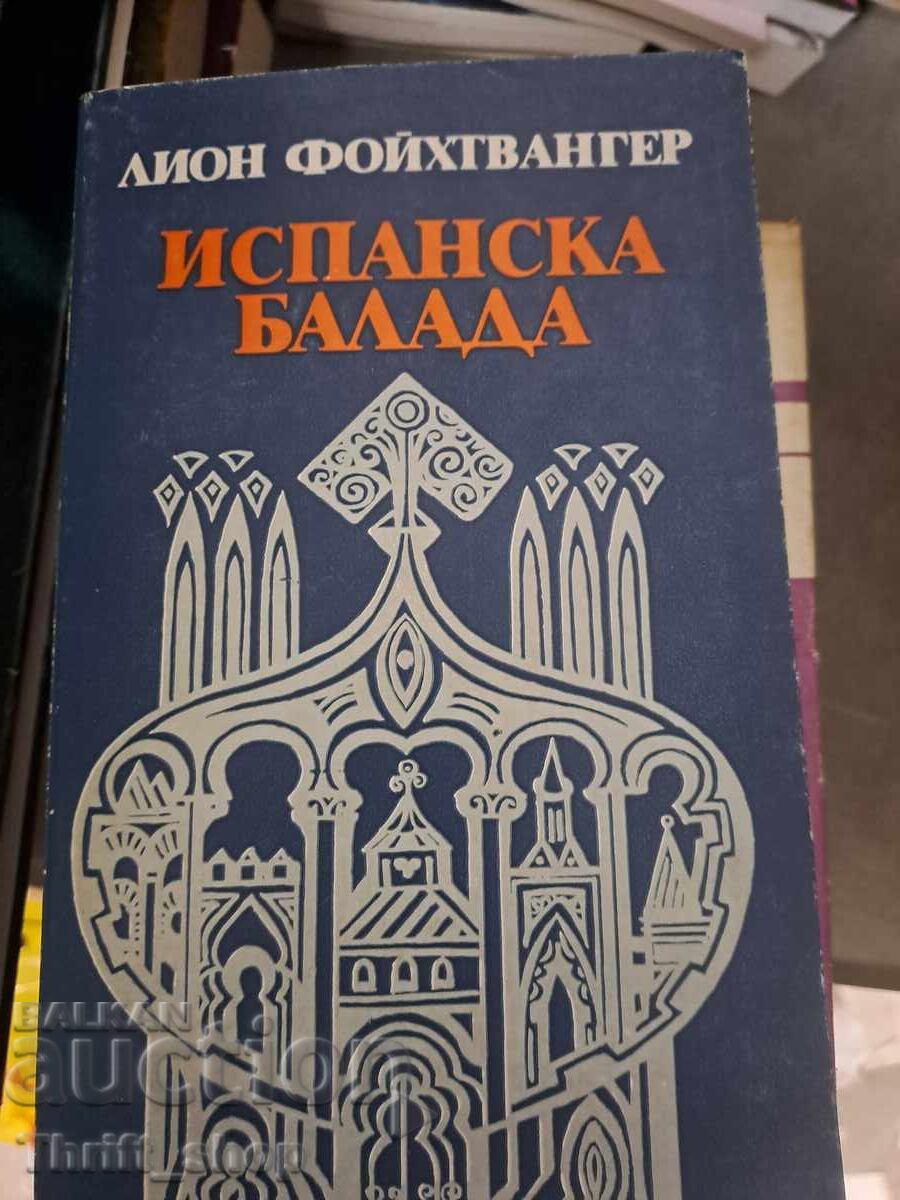 ЛИОН ФОЙХТВАНГЕР
ИСПАНСКА
БАЛАДА
BALKAN
auction
Thrift_shop